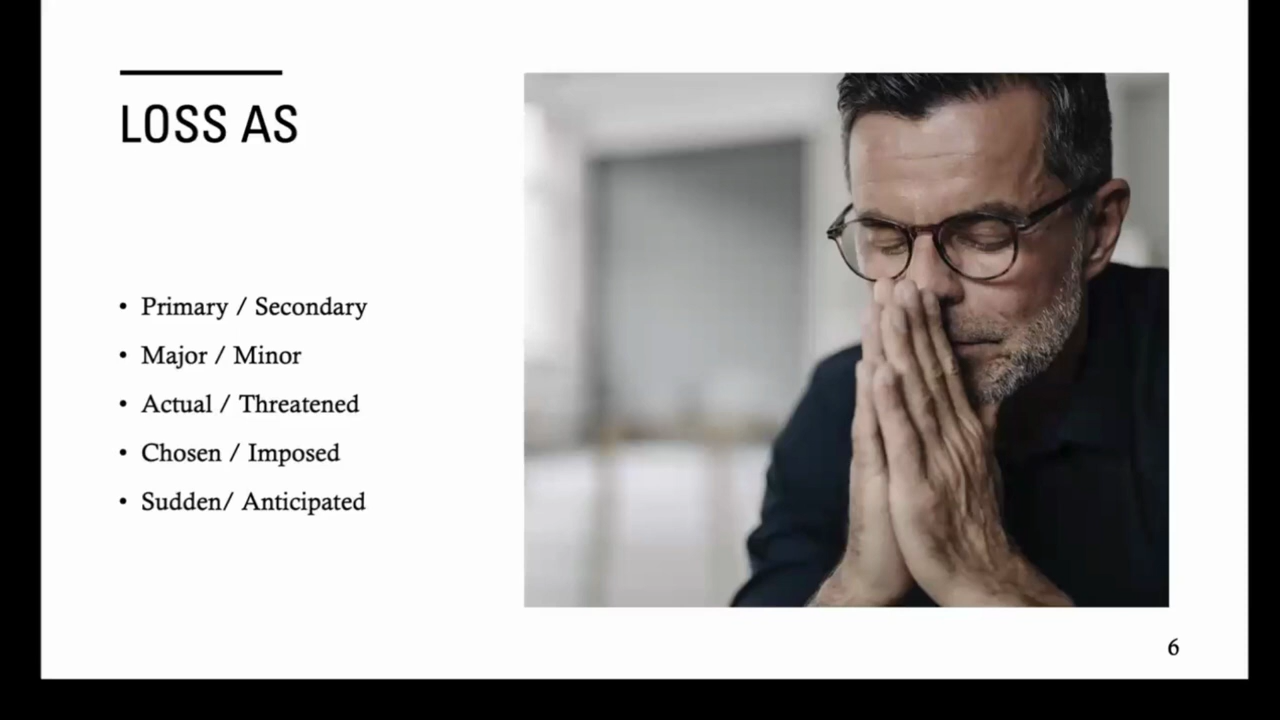 LOSS AS
• Primary / Secondary
• Major / Minor
• Actual / Threatened
• Chosen / Imposed
• Sudden/ Anticipated
6